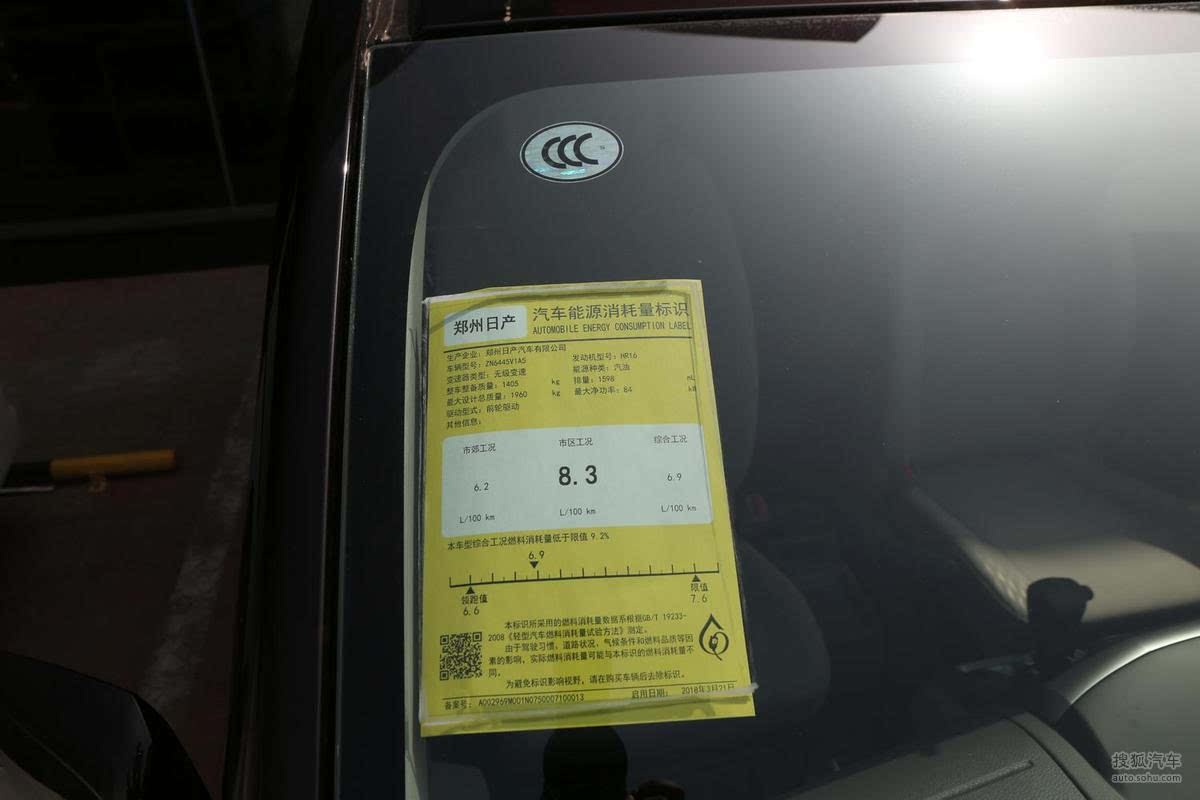 CCC
郑州日产
汽车能源消耗量标识
AUTOMOBILE ENERGY CONSUMPTION LABEL
生产企业：郑州日产汽车有限公司
车辆型号：ZN6445V1A5 发动机型号：HR16
变速器类型：无级变速 能源种类：汽油
整车整备质量：1405 kg 排量：1598 mL
最大设计总质量：1960 kg 最大净功率：84 kW
驱动型式：前轮驱动
其他信息：
市郊工况 市区工况 综合工况
6.2 8.3 6.9
L/100 km L/100 km L/100 km
本车型综合工况燃料消耗量低于限值 9.2%
6.9
领跑值 限值
6.6 7.6
本标识所采用的燃料消耗量数据系根据GB/T 19233-
2008《轻型汽车燃料消耗量试验方法》测定。
由于驾驶习惯、道路状况、气候条件和燃料品质等因
素的影响，实际燃料消耗量可能与本标识的燃料消耗量不
同。
为避免标识影响视野，请在购买车辆后去除标识。
备案号：A002969M001N0750007100013 启用日期： 2018年3月21日
搜狐汽车
auto.sohu.com